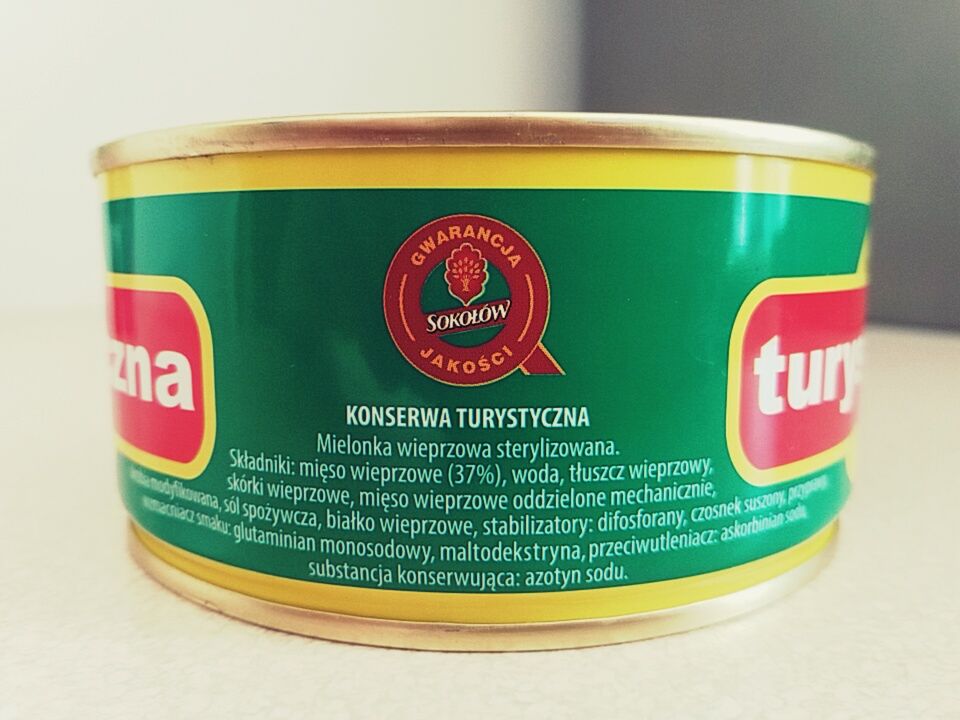 GWARANCJA
SOKOŁÓW
JAKOŚCI
zna
tury
KONSERWA TURYSTYCZNA
Mielonka wieprzowa sterylizowana.
Składniki: mięso wieprzowe (37%), woda, tłuszcz wieprzowy,
skórki wieprzowe, mięso wieprzowe oddzielone mechanicznie,
modyfikowana, sól spożywcza, białko wieprzowe, stabilizatory: difosforany, czosnek suszony, przyprawy,
wzmacniacz smaku: glutaminian monosodowy, maltodekstryna, przeciwutleniacz: askorbinian sodu,
substancja konserwująca: azotyn sodu.